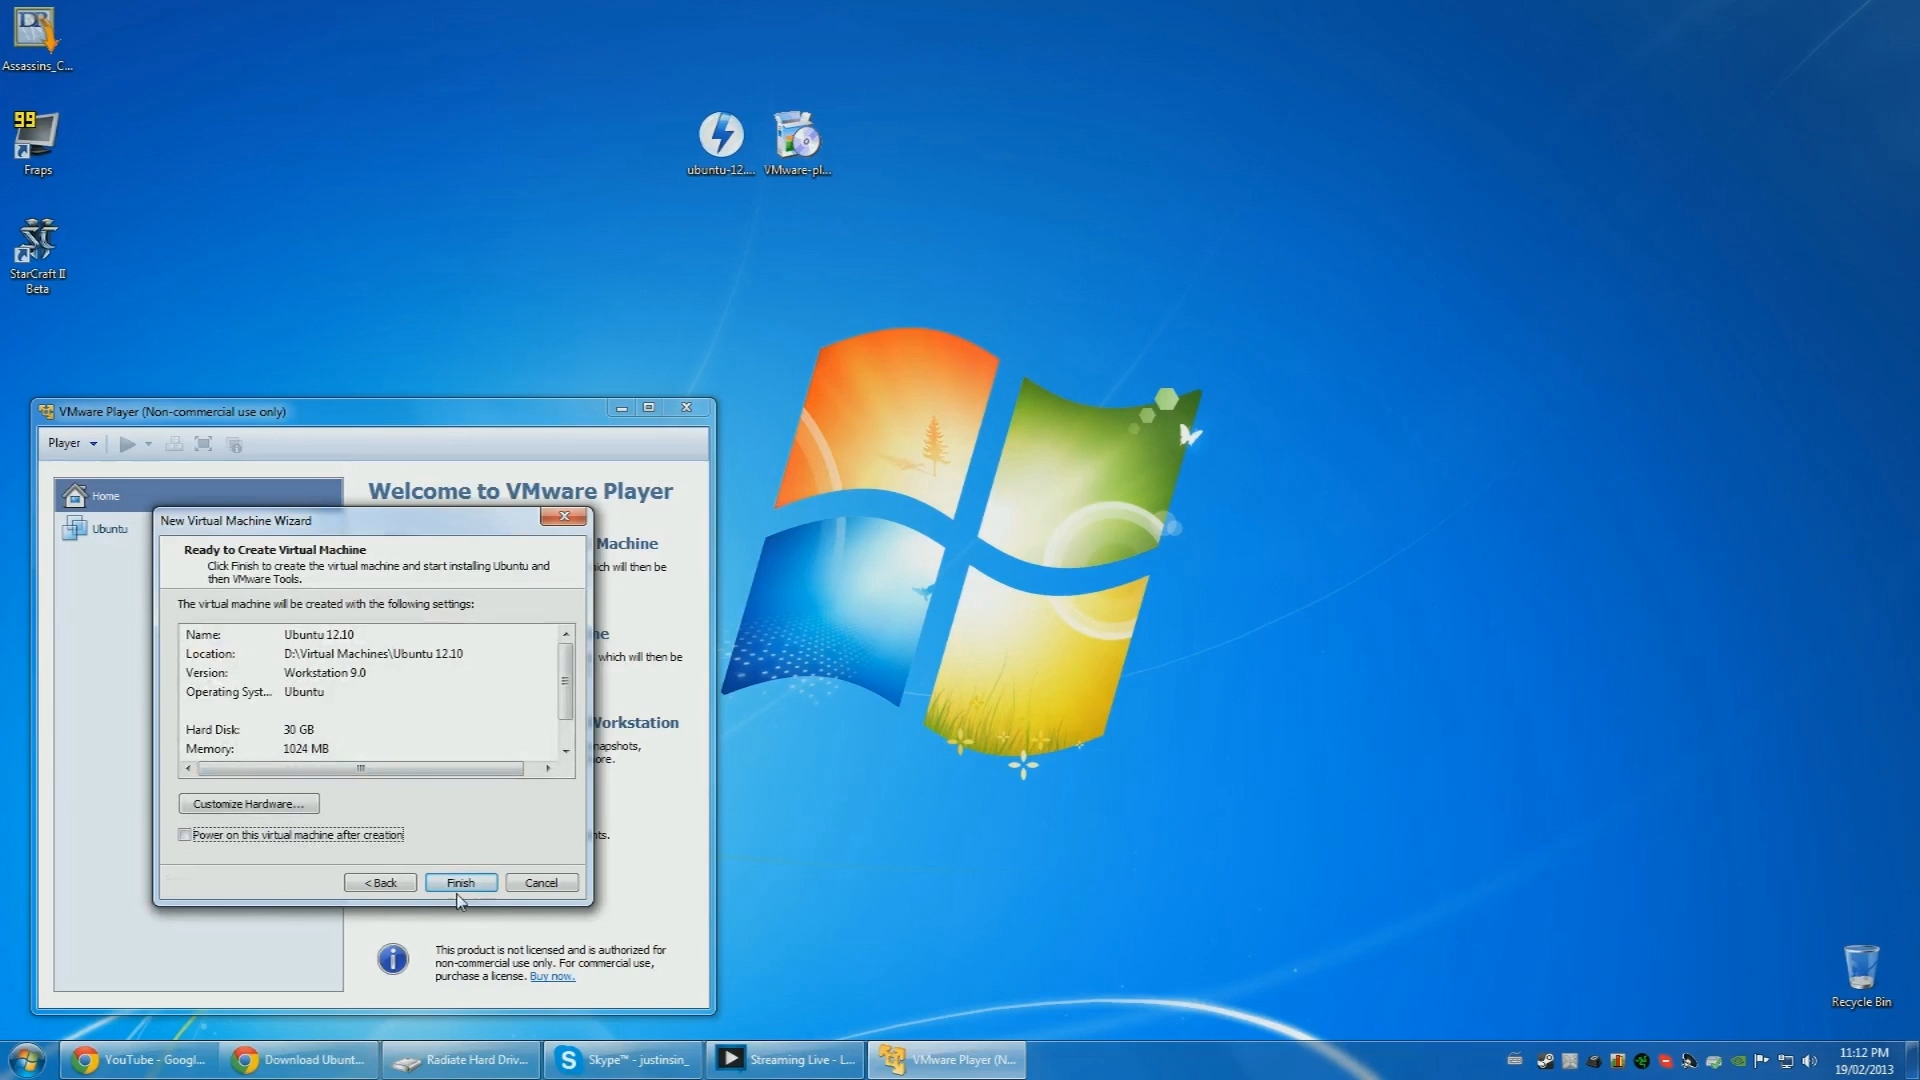 Assassins_C...
99
Fraps
StarCraft II
Beta
ubuntu-12....
VMware-pl...
VMware Player (Non-commercial use only)
Player
Home
Ubuntu
Welcome to VMware Player
Machine
which will then be
ne
which will then be
Workstation
napshots,
ore.
nts.
New Virtual Machine Wizard
Ready to Create Virtual Machine
Click Finish to create the virtual machine and start installing Ubuntu and
then VMware Tools.
The virtual machine will be created with the following settings:
Name: Ubuntu 12.10
Location: D:\Virtual Machines\Ubuntu 12.10
Version: Workstation 9.0
Operating Syst... Ubuntu
Hard Disk: 30 GB
Memory: 1024 MB
Customize Hardware...
Power on this virtual machine after creation
< Back
Finish
Cancel
This product is not licensed and is authorized for
non-commercial use only. For commercial use,
purchase a license. Buy now.
Recycle Bin
YouTube - Googl...
Download Ubunt...
Radiate Hard Driv...
Skype™ - justinsin_
Streaming Live - L...
VMware Player (N...
11:12 PM
19/02/2013